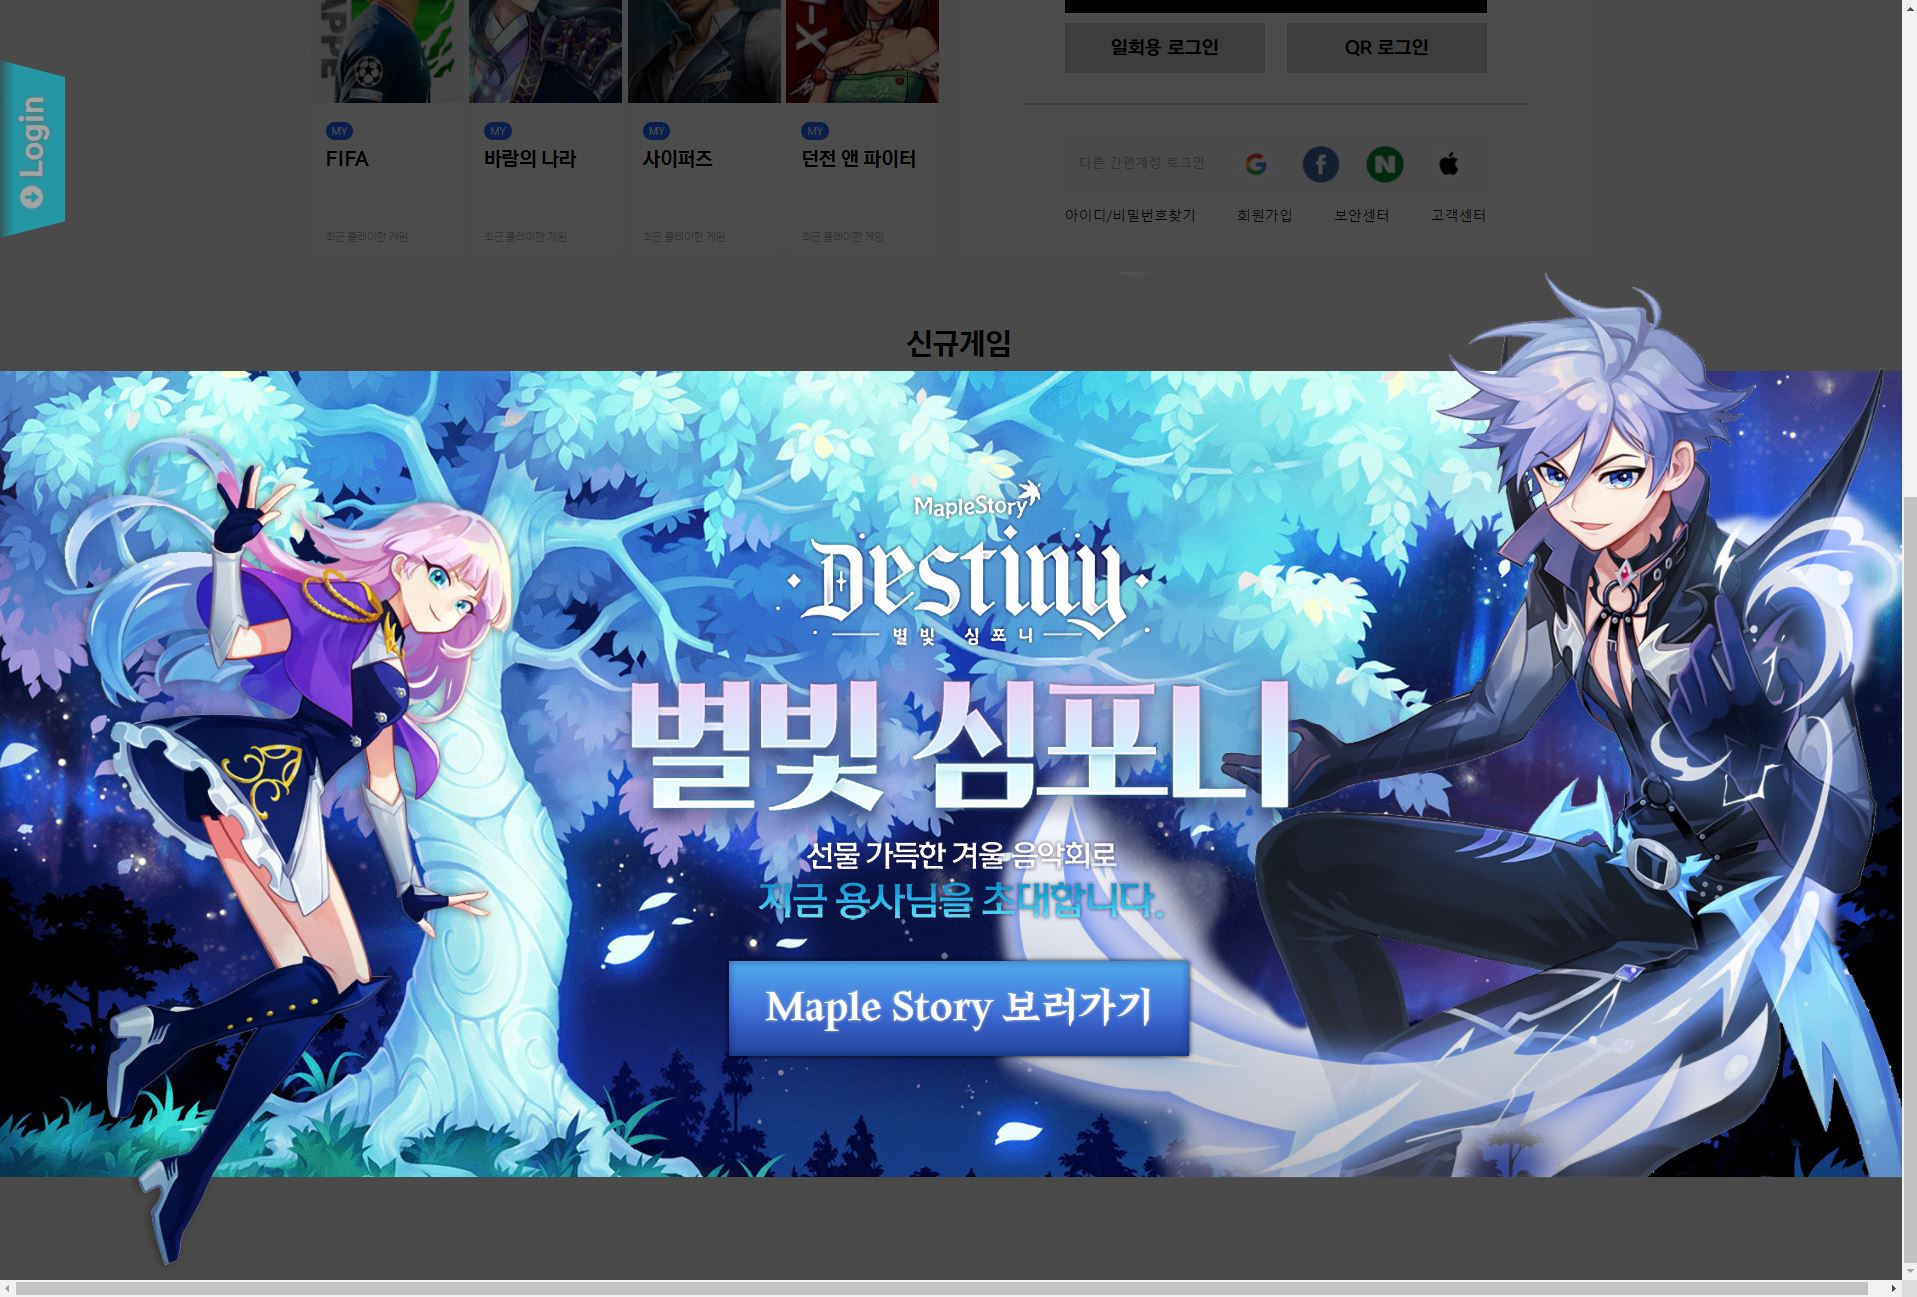 일회용 로그인
QR 로그인
Login
MY
MY
MY
MY
FIFA
바람의 나라
사이퍼즈
던전 앤 파이터
다른 간편계정 로그인
아이디/비밀번호찾기
회원가입
보안센터
고객센터
최근 플레이한 게임
최근 플레이한 게임
최근 플레이한 게임
최근 플레이한 게임
신규게임
MapleStory
Destiny
별빛 심포니
별빛 심포니
선물 가득한 겨울 음악회로
지금 용사님을 초대합니다.
Maple Story 보러가기